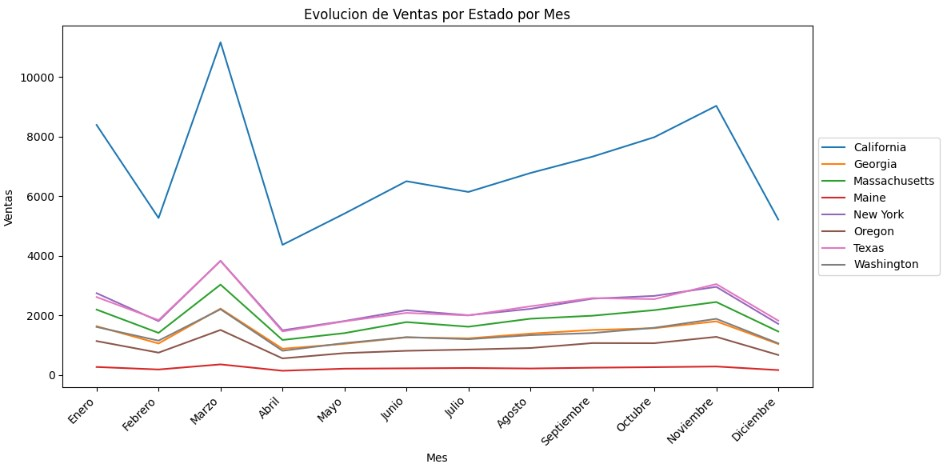 Evolucion de Ventas por Estado por Mes
Ventas
10000
8000
6000
4000
2000
0
Enero
Febrero
Marzo
Abril
Mayo
Junio
Julio
Agosto
Septiembre
Octubre
Noviembre
Diciembre
Mes
California
Georgia
Massachusetts
Maine
New York
Oregon
Texas
Washington